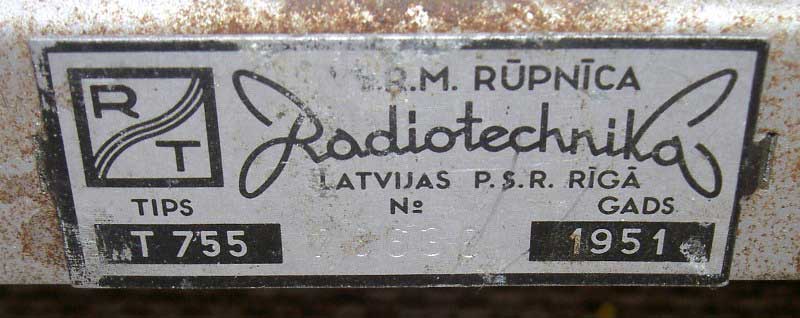 R T
R.M. RŪPNĪCA
Radiotechnika
LATVIJAS P.S.R. RĪGĀ
TIPS № GADS
T 755 1951